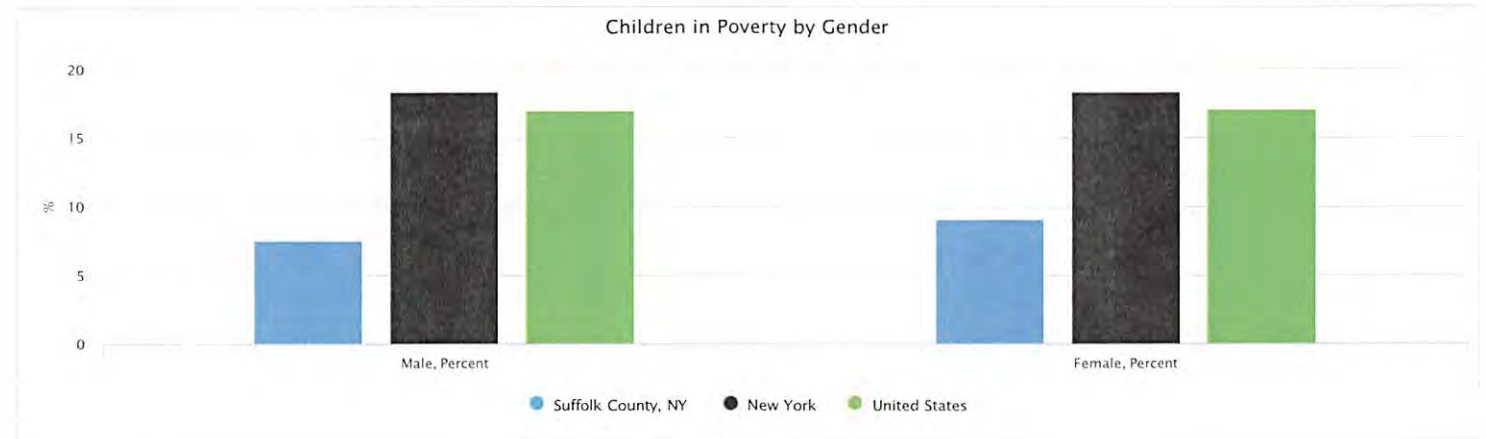 Children in Poverty by Gender
20
15
10
5
0
%
Male, Percent
Female, Percent
Suffolk County, NY
New York
United States